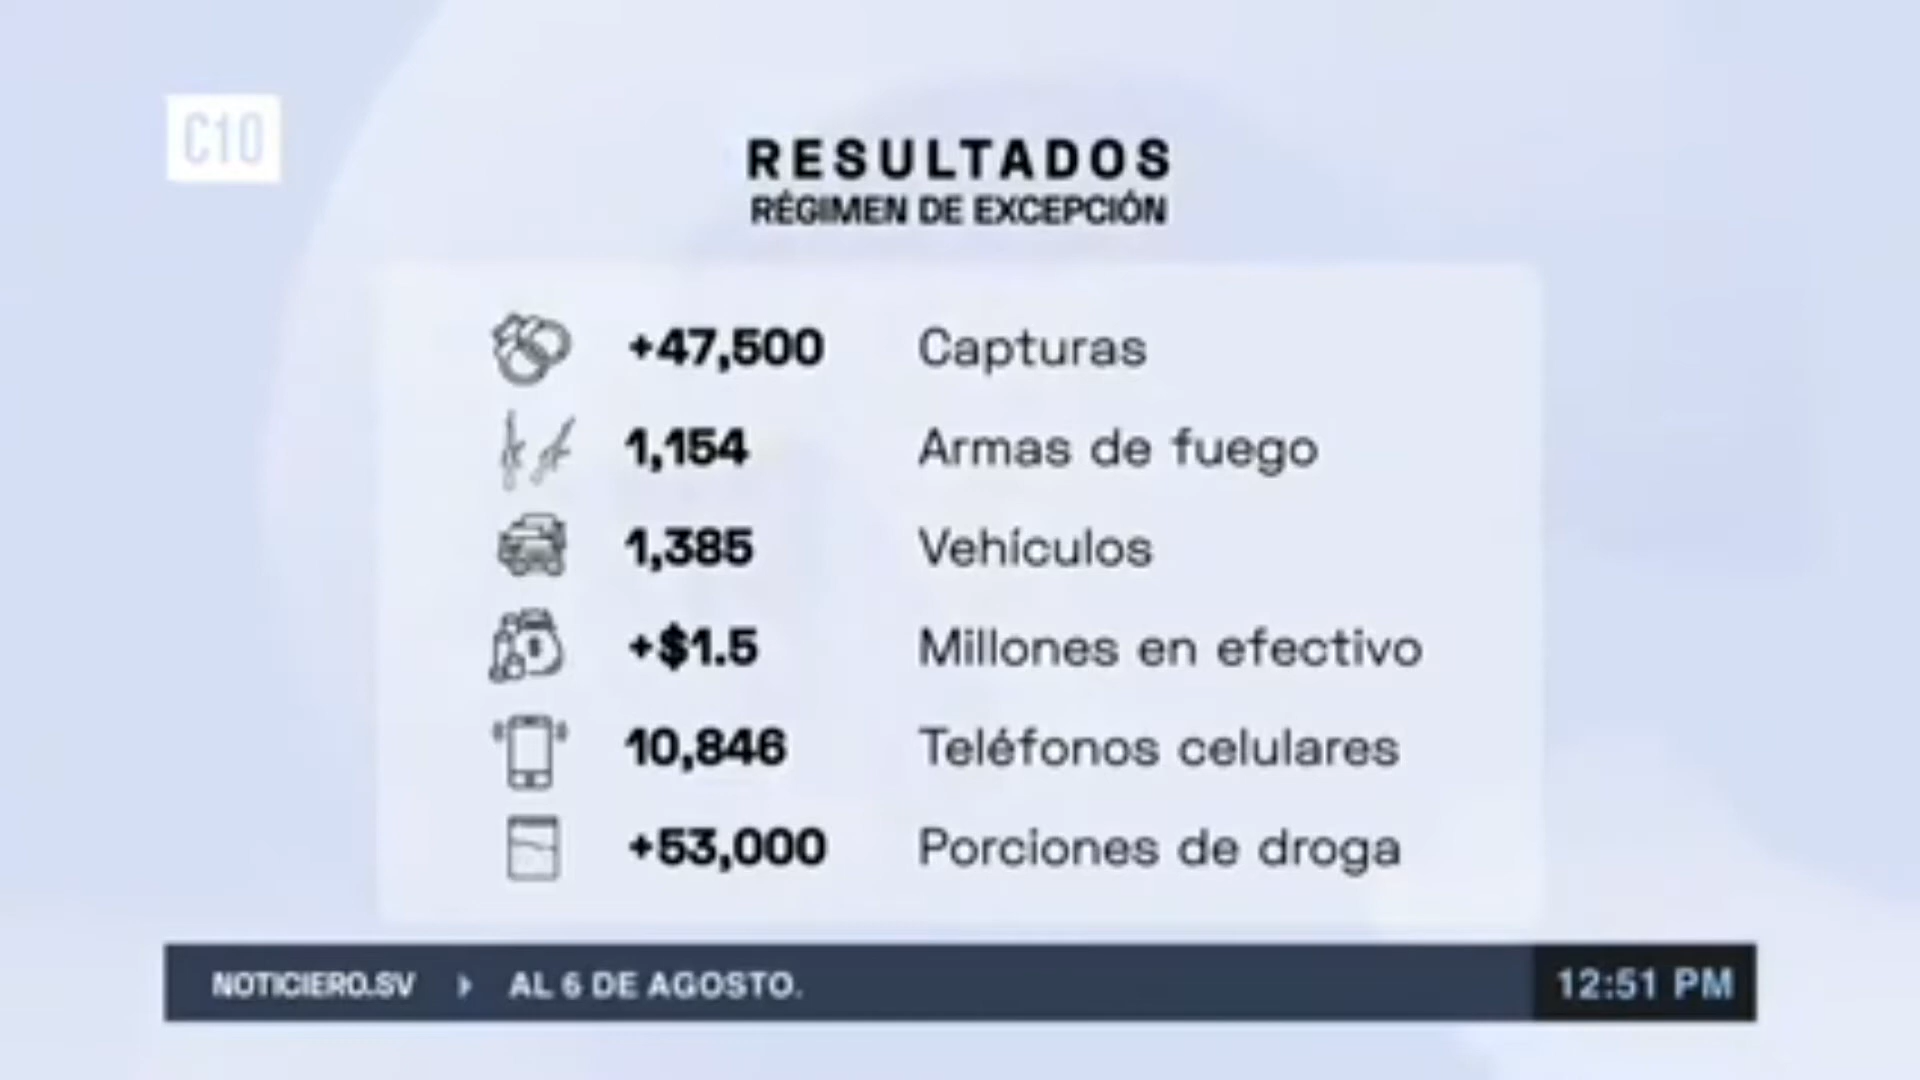 C10
RESULTADOS
RÉGIMEN DE EXCEPCIÓN
+47,500 Capturas
1,154 Armas de fuego
1,385 Vehículos
+$1.5 Millones en efectivo
10,846 Teléfonos celulares
+53,000 Porciones de droga
NOTICIERO.SV AL 6 DE AGOSTO. 12:51 PM